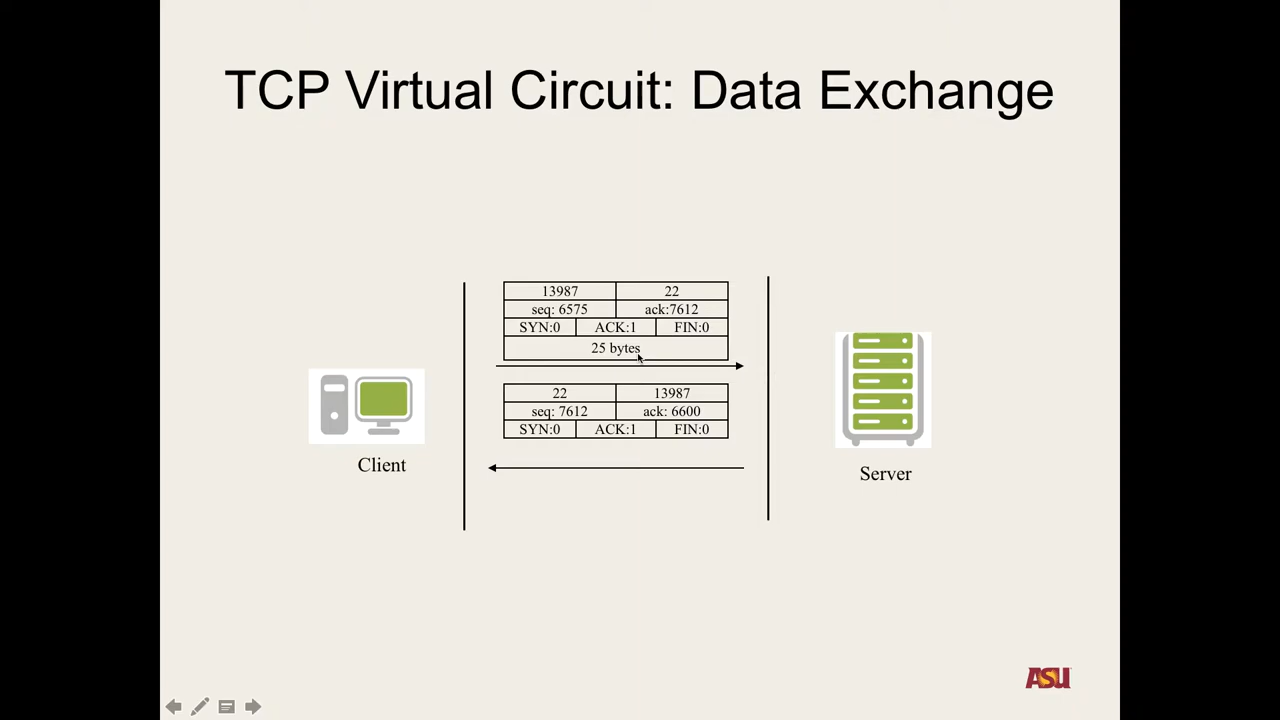 TCP Virtual Circuit: Data Exchange
13987 22
seq: 6575 ack:7612
SYN:0 ACK:1 FIN:0
25 bytes
22 13987
seq: 7612 ack: 6600
SYN:0 ACK:1 FIN:0
Client
Server
ASU